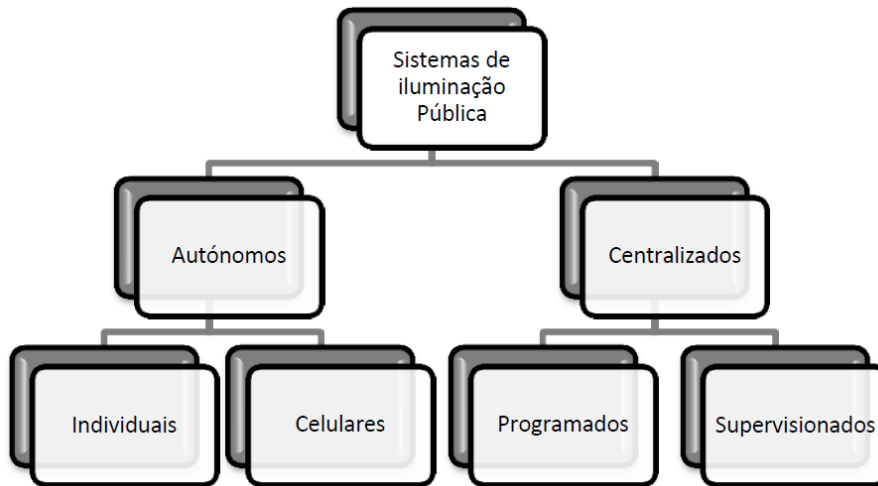 Sistemas de
iluminação
Pública
Autónomos
Centralizados
Individuais
Celulares
Programados
Supervisionados